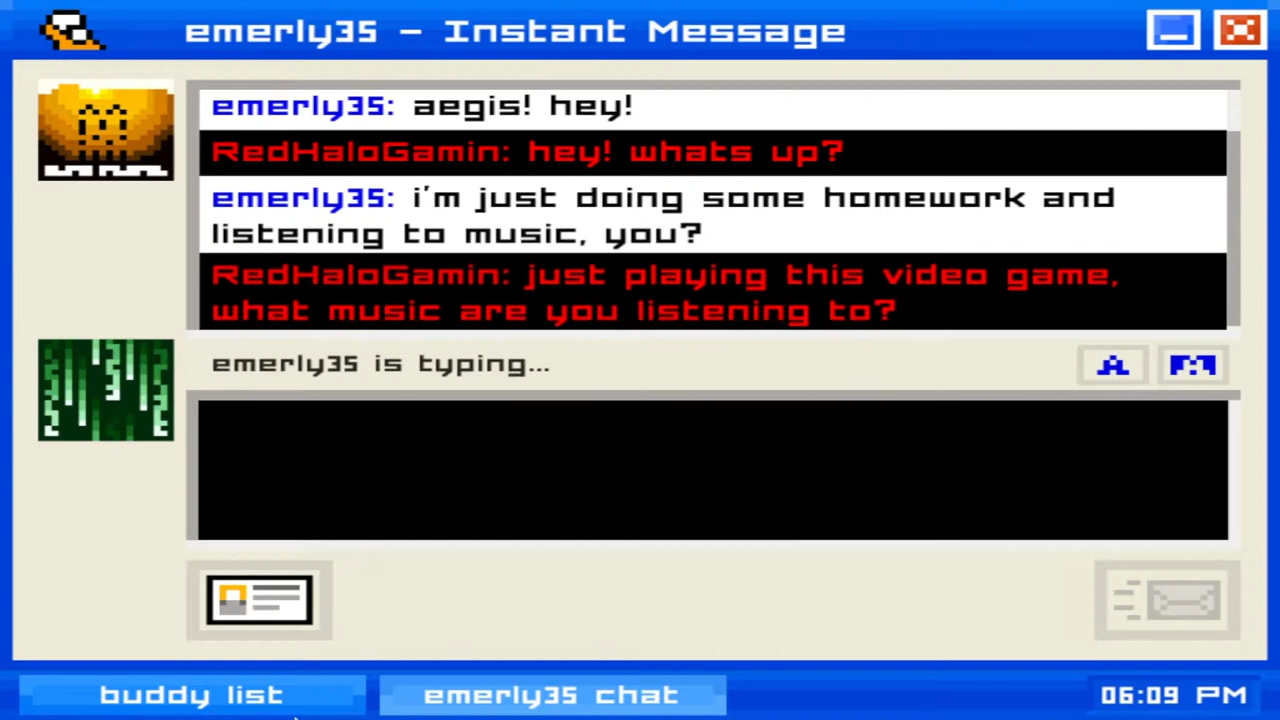 emerly35 - Instant Message
emerly35: aegis! hey!
RedHaloGamin: hey! whats up?
emerly35: i'm just doing some homework and
listening to music, you?
RedHaloGamin: just playing this video game,
what music are you listening to?
emerly35 is typing...
A
buddy list
emerly35 chat
06:09 PM